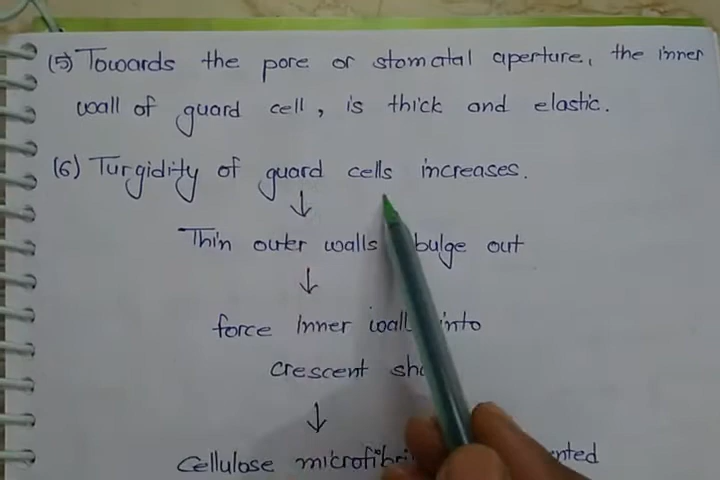 (5) Towards the pore or stomatal aperture, the inner
wall of guard cell, is thick and elastic.
(6) Turgidity of guard cells increases.
↓
Thin outer walls bulge out
↓
force inner wall into
crescent
↓
Cellulose